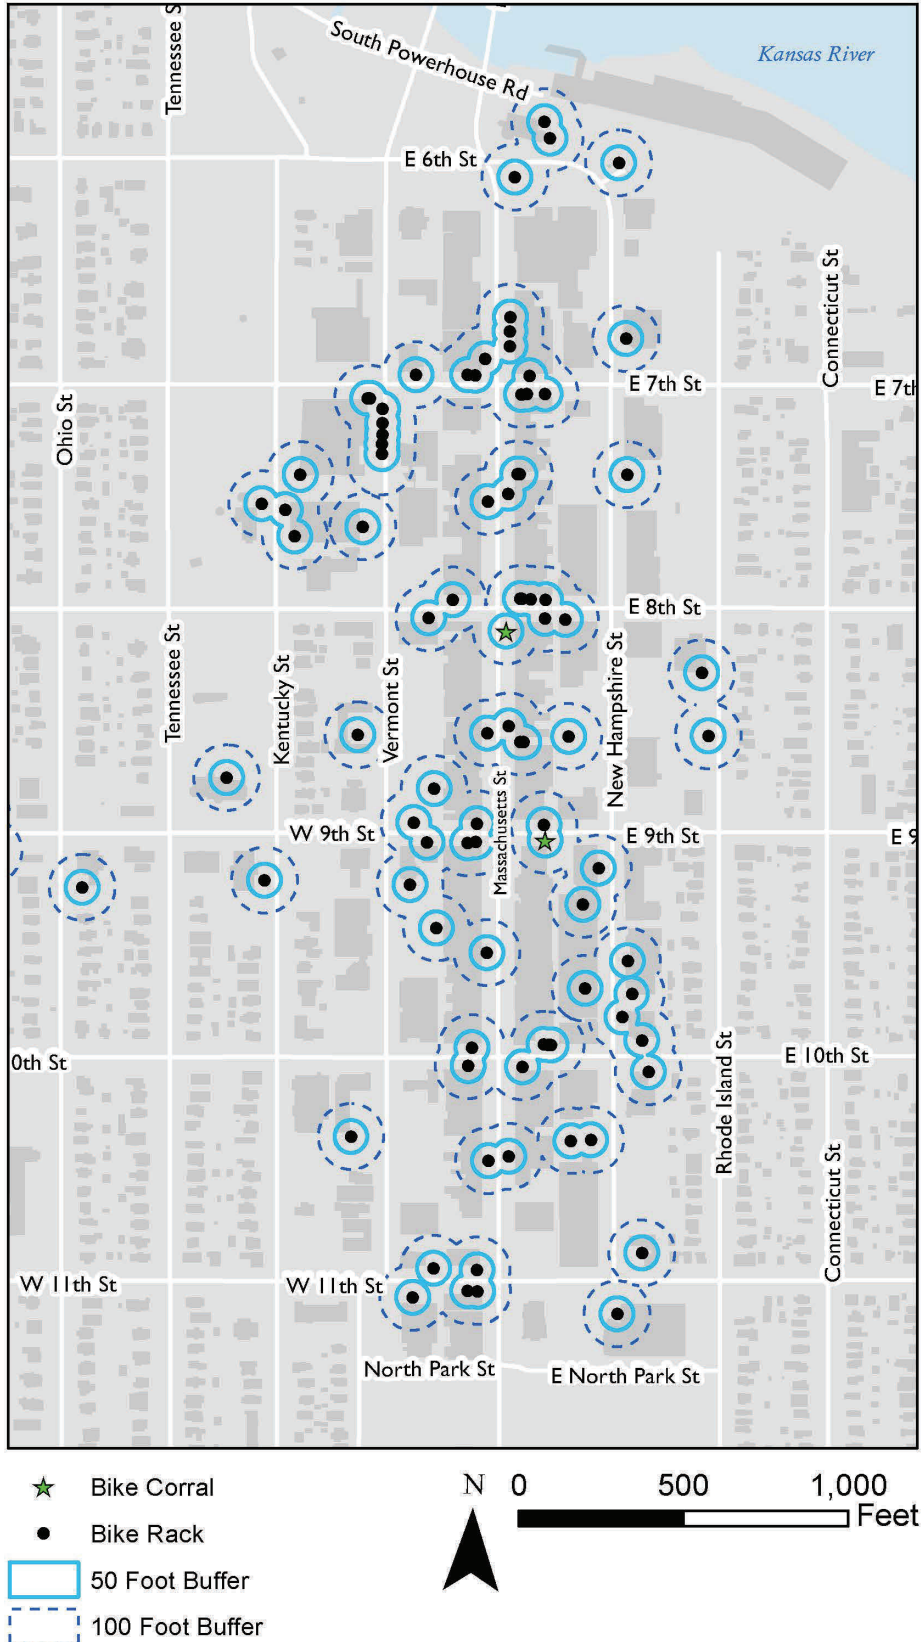 Tennessee S
South Powerhouse Rd
Kansas River
E 6th St
Connecticut St
E 7th St
E 7th
Ohio St
E 8th St
Tennessee St
Kentucky St
Vermont St
New Hampshire St
Massachusetts St
W 9th St
E 9th St
E 9
0th St
E 10th St
Rhode Island St
Connecticut St
W 11th St
W 11th St
North Park St
E North Park St
Bike Corral
Bike Rack
50 Foot Buffer
100 Foot Buffer
N
0 500 1,000
Feet